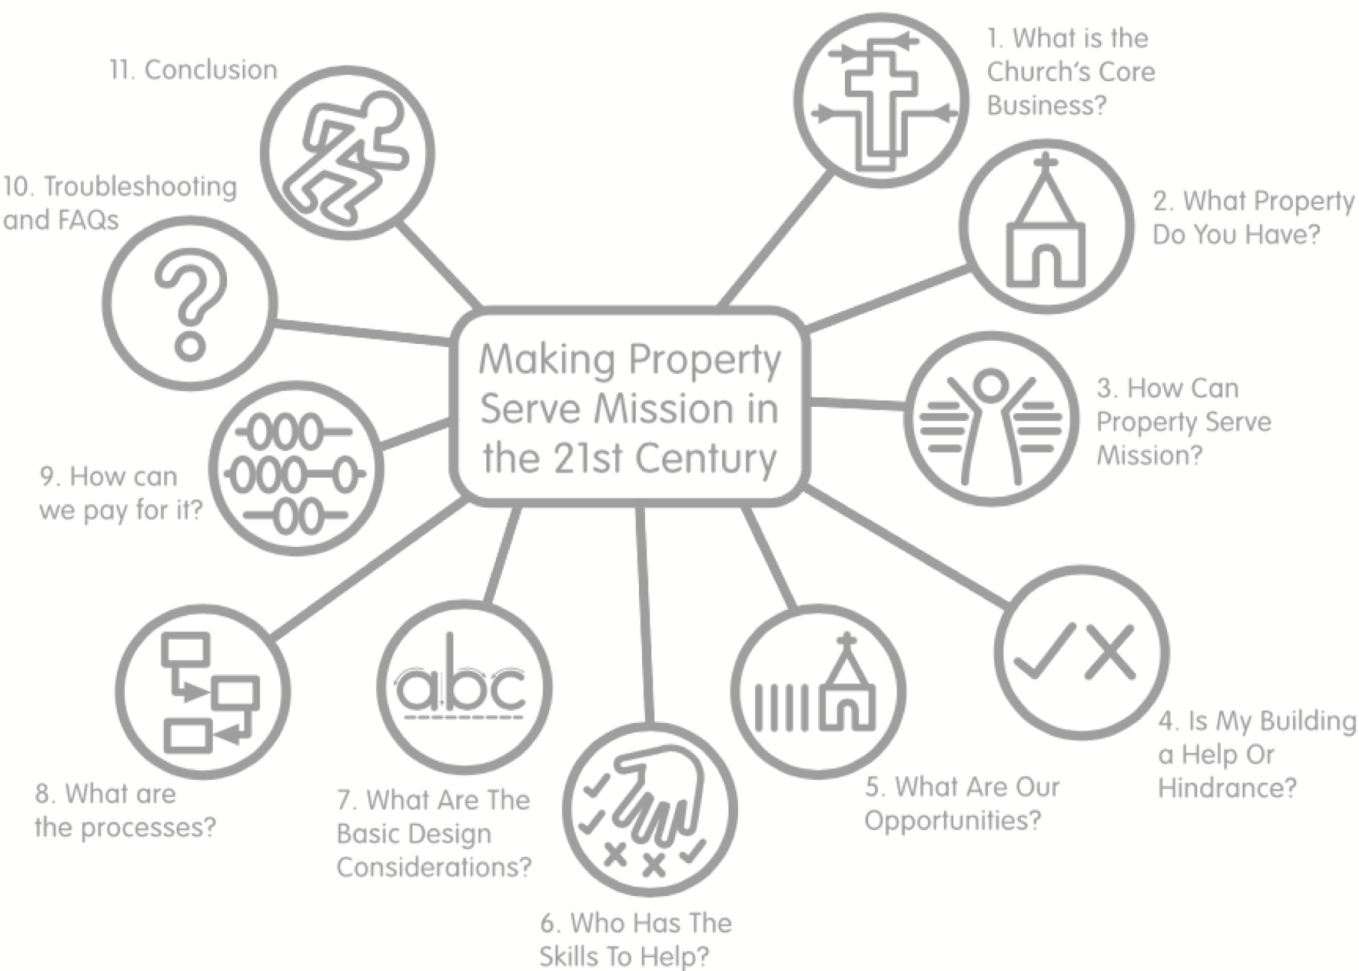 Making Property
Serve Mission in
the 21st Century
1. What is the
Church's Core
Business?
2. What Property
Do You Have?
3. How Can
Property Serve
Mission?
4. Is My Building
a Help Or
Hindrance?
5. What Are Our
Opportunities?
6. Who Has The
Skills To Help?
7. What Are The
Basic Design
Considerations?
abc
8. What are
the processes?
9. How can
we pay for it?
10. Troubleshooting
and FAQs
?
11. Conclusion